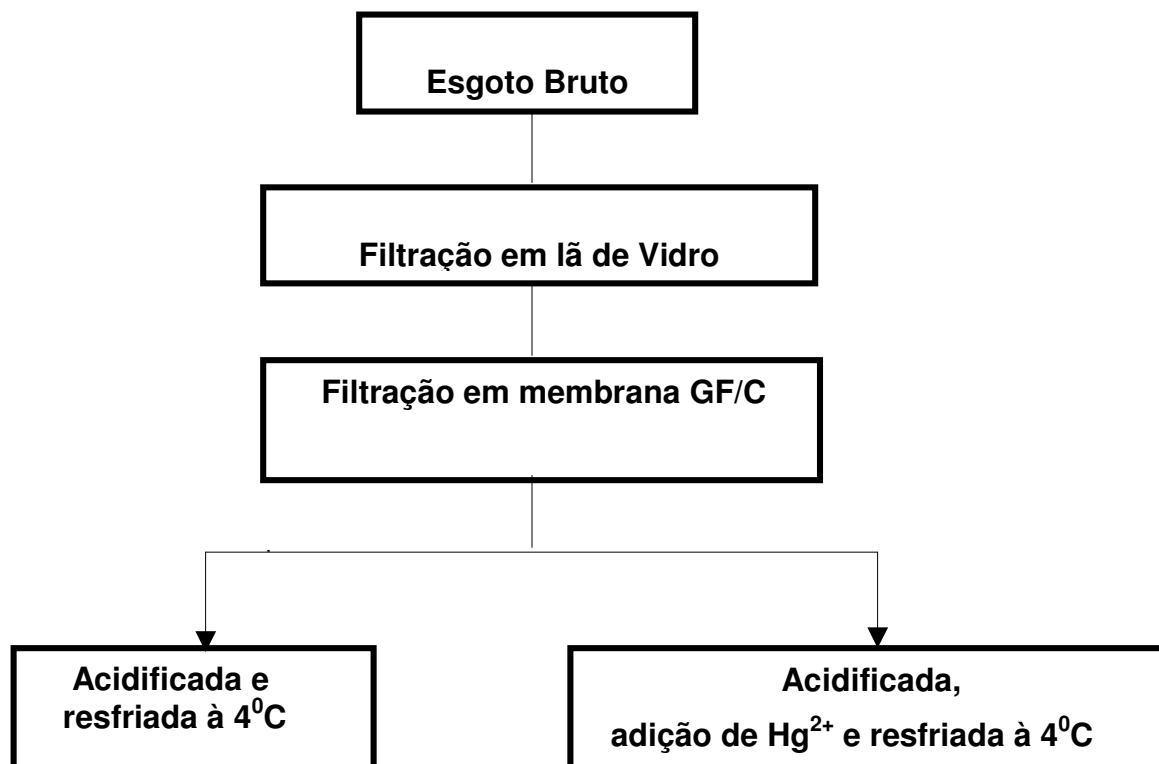 Esgoto Bruto
Filtração em lã de Vidro
Filtração em membrana GF/C
Acidificada e
resfriada à 4⁰C
Acidificada,
adição de Hg²⁺ e resfriada à 4⁰C